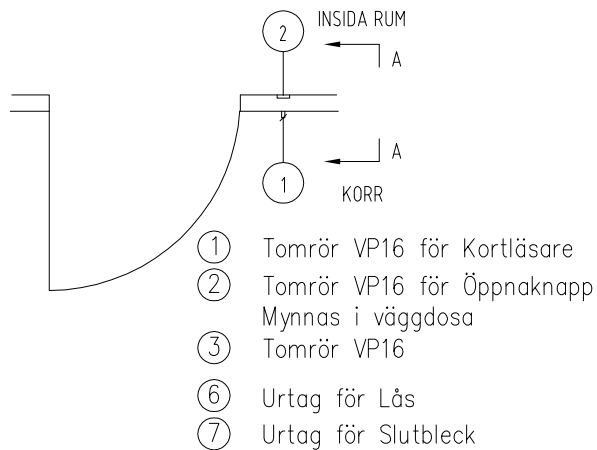 2
INSIDA RUM
A
A
1
KORR
1 Tomrör VP16 för Kortläsare
2 Tomrör VP16 för Öppnaknapp
Mynnas i väggdosa
3 Tomrör VP16
6 Urtag för Lås
7 Urtag för Slutbleck